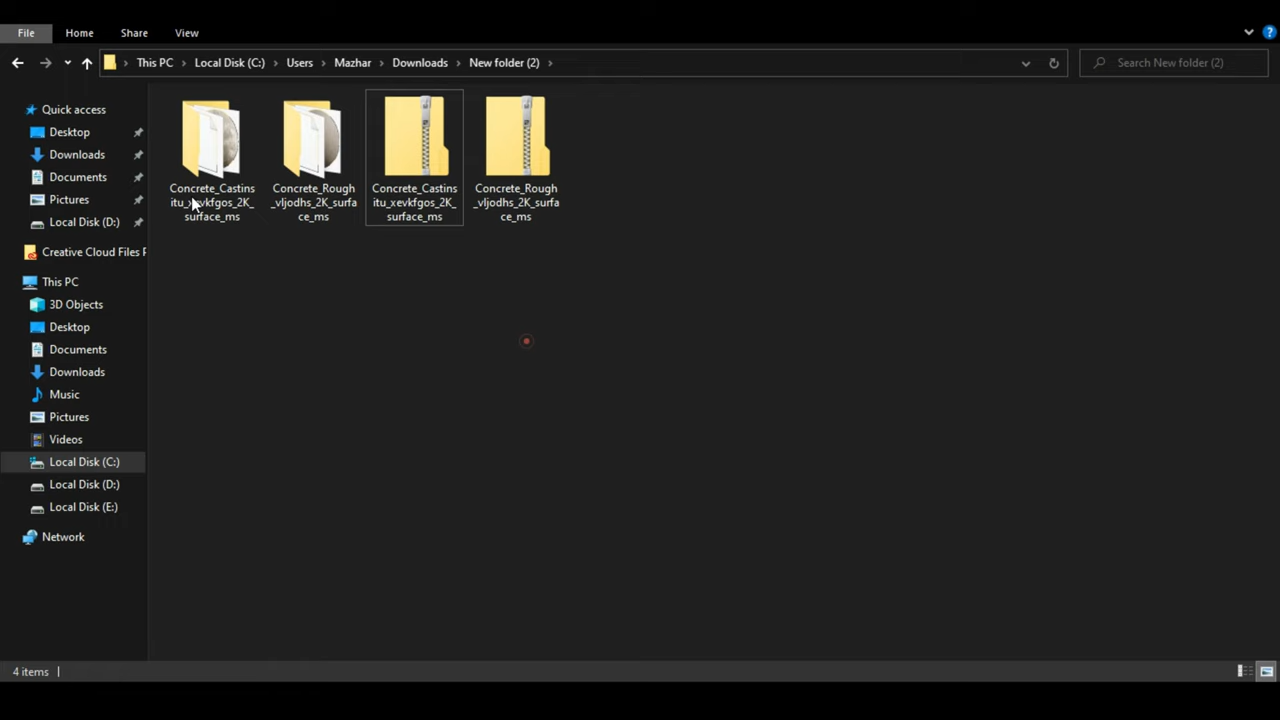 File
Home
Share
View
This PC
Local Disk (C:)
Users
Mazhar
Downloads
New folder (2)
Search New folder (2)
Quick access
Desktop
Downloads
Documents
Pictures
Local Disk (D:)
Creative Cloud Files P
This PC
3D Objects
Desktop
Documents
Downloads
Music
Pictures
Videos
Local Disk (C:)
Local Disk (D:)
Local Disk (E:)
Network
Concrete_Castins
itu_xevkfgos_2K_
surface_ms
Concrete_Rough
_vljodhs_2K_surfa
ce_ms
Concrete_Castins
itu_xevkfgos_2K_
surface_ms
Concrete_Rough
_vljodhs_2K_surfa
ce_ms
4 items